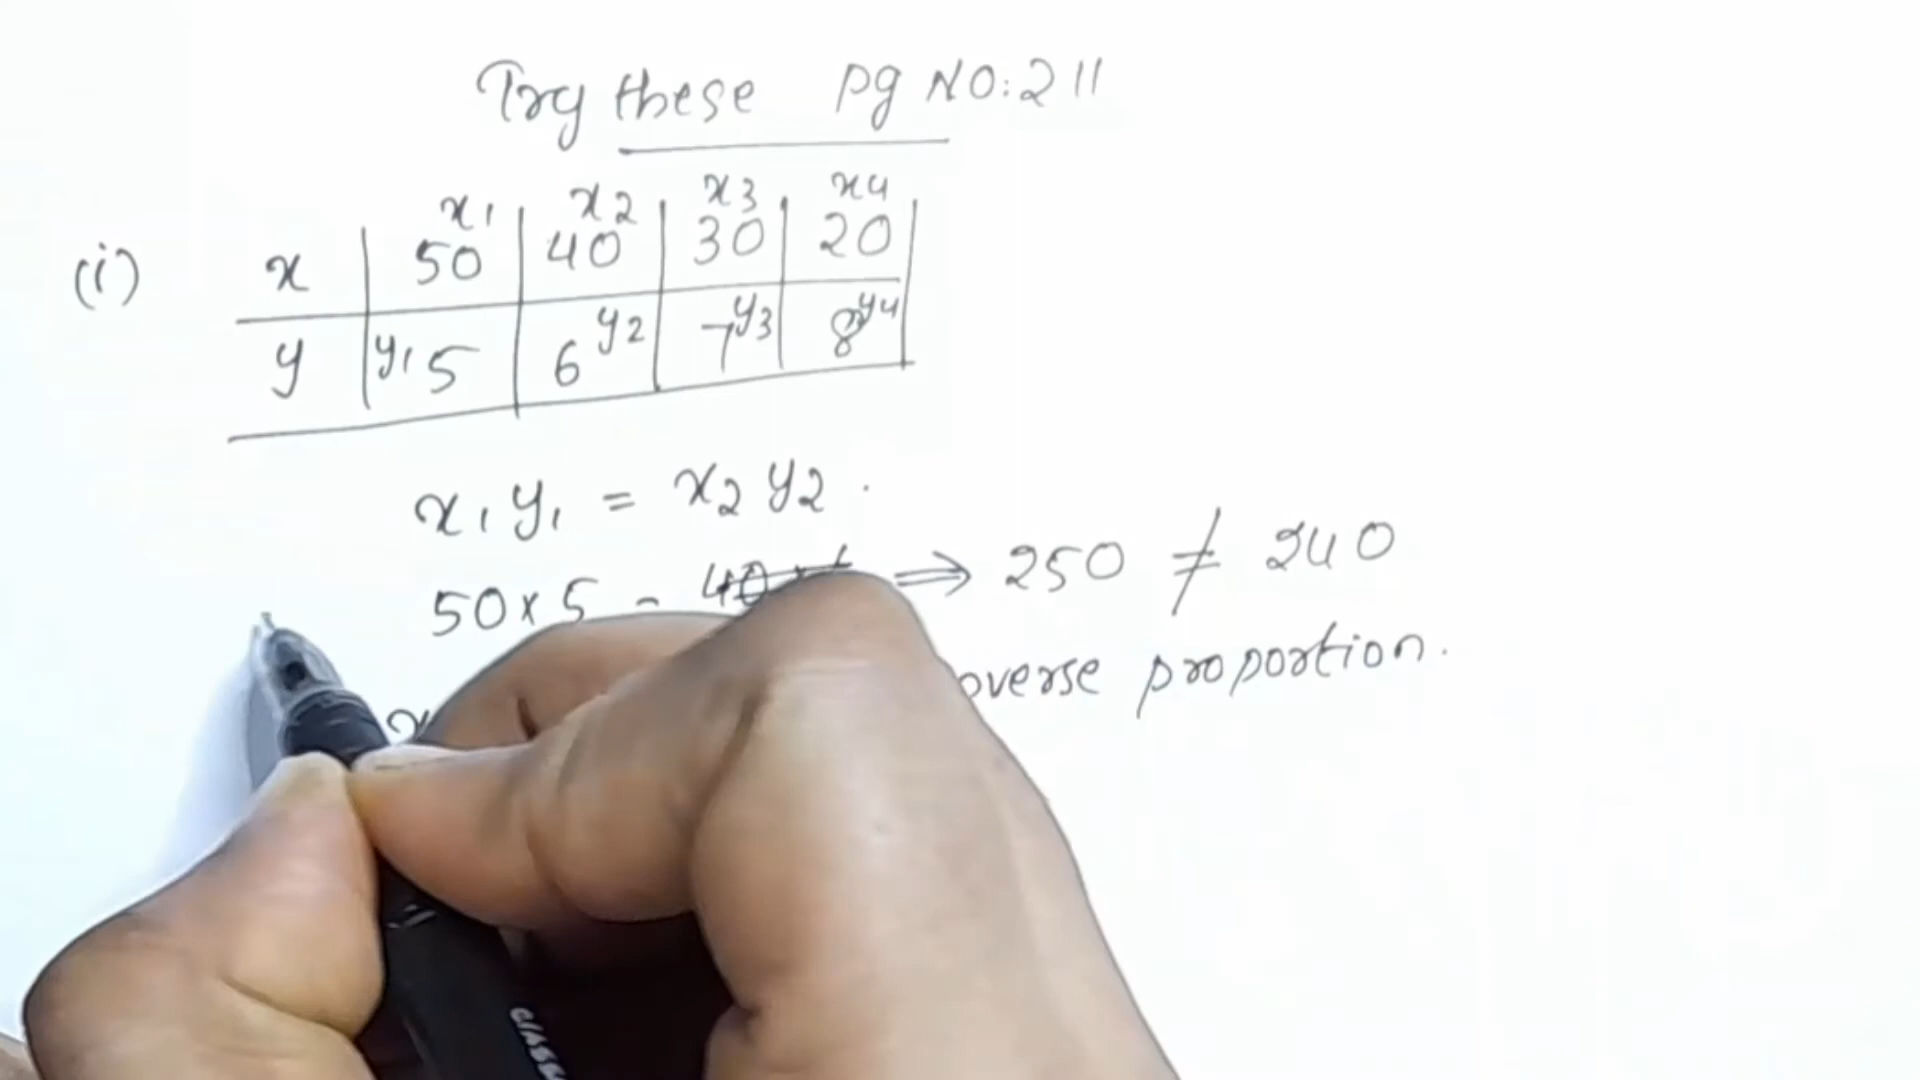 Try these pg NO: 211
x1 x2 x3 x4
(i) x 50 40 30 20
y y1 5 6 y2 7 y3 8 y4
x1 y1 = x2 y2 .
50 x 5 - 40 x ⇒ 250 ≠ 240
x proportion.